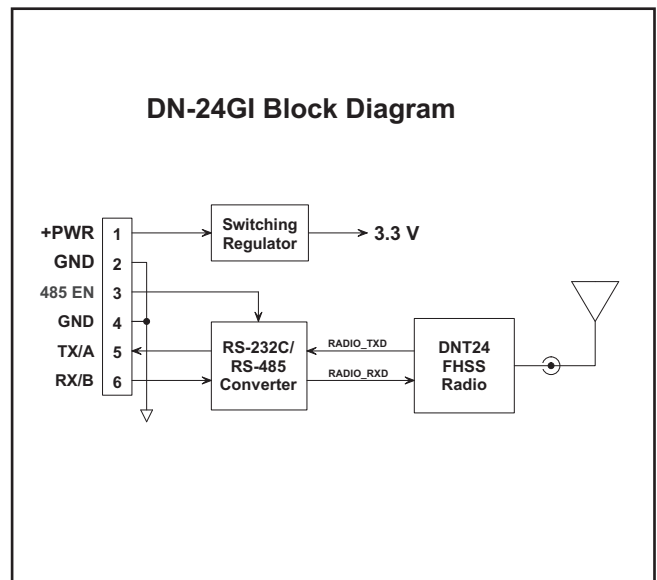 DN-24GI Block Diagram
+PWR 1
GND 2
485 EN 3
GND 4
TX/A 5
RX/B 6
Switching
Regulator
3.3 V
RS-232C/
RS-485
Converter
RADIO_TXD
RADIO_RXD
DNT24
FHSS
Radio